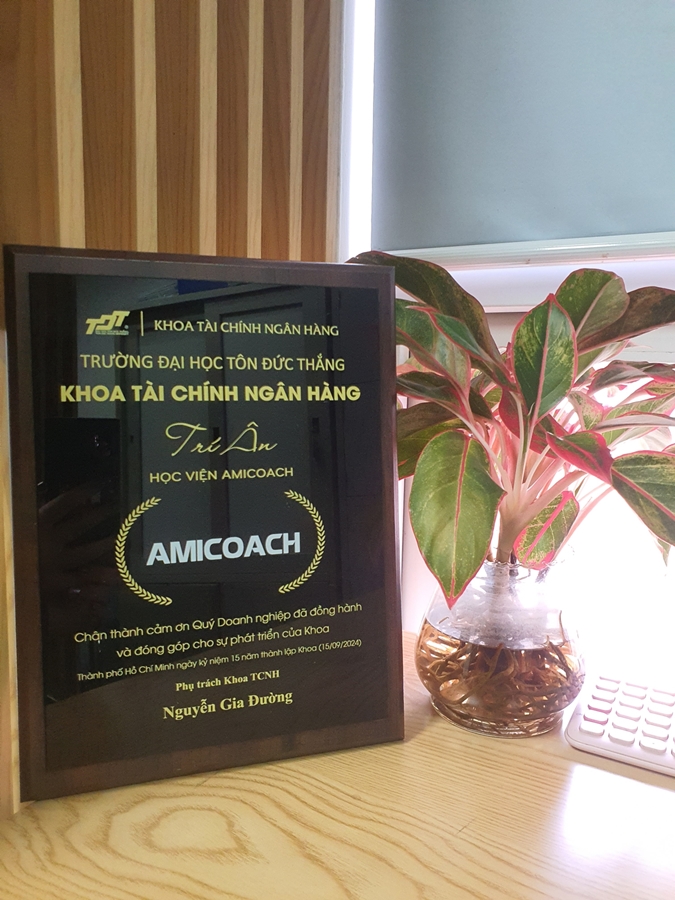 TDT | KHOA TÀI CHÍNH NGÂN HÀNG
TRƯỜNG ĐẠI HỌC TÔN ĐỨC THẮNG
KHOA TÀI CHÍNH NGÂN HÀNG
Tri Ân
HỌC VIỆN AMICOACH
AMICOACH
Chân thành cảm ơn Quý Doanh nghiệp đã đồng hành
và đóng góp cho sự phát triển của Khoa
Thành phố Hồ Chí Minh ngày kỷ niệm 15 năm thành lập Khoa (15/09/2024)
Phụ trách Khoa TCNH
Nguyễn Gia Đường